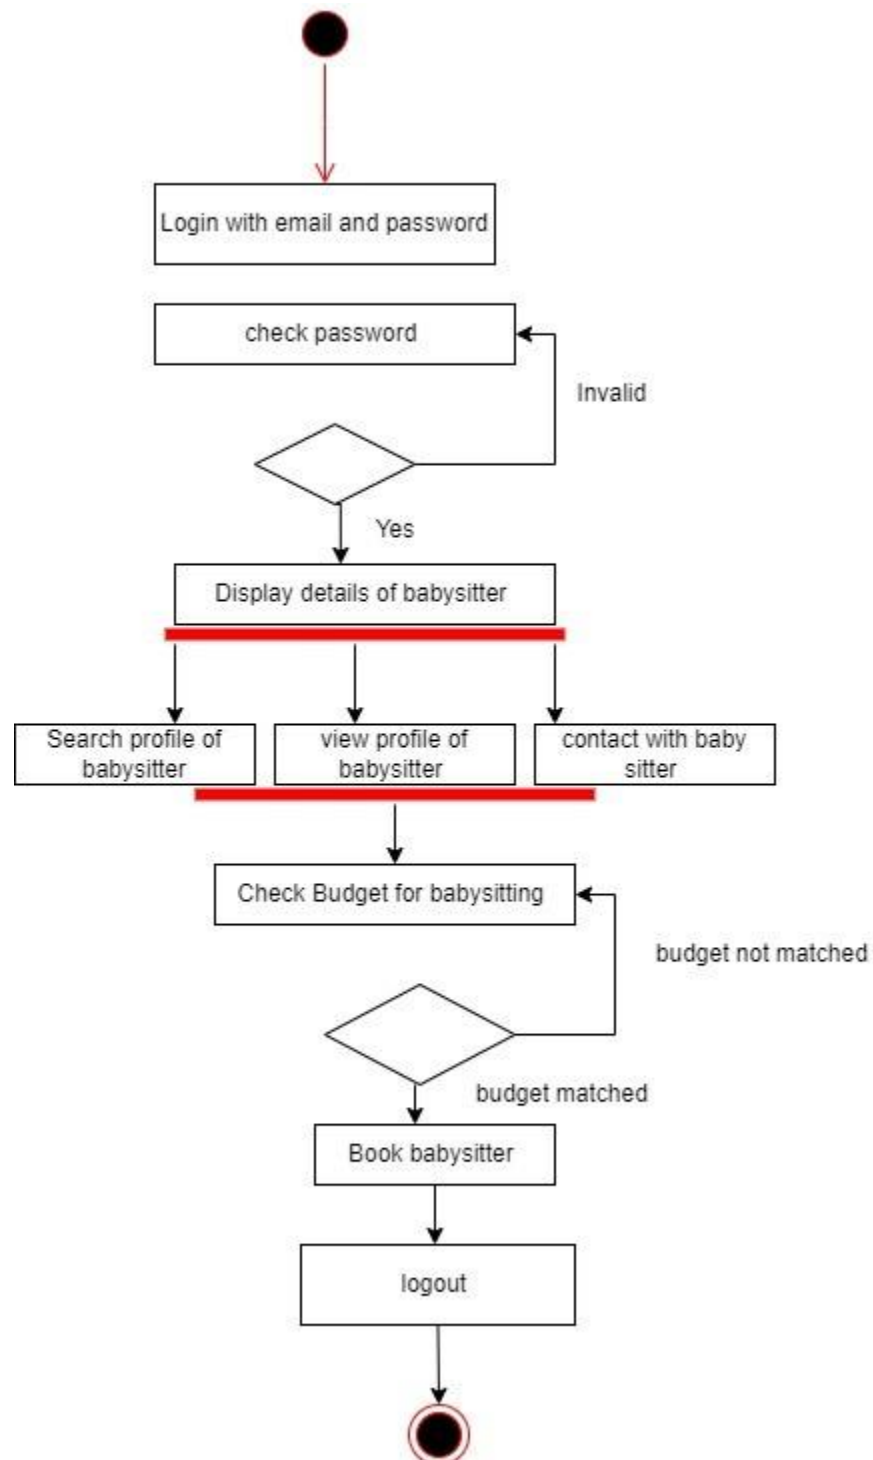 Login with email and password
check password
Invalid
Yes
Display details of babysitter
Search profile of
babysitter
view profile of
babysitter
contact with baby
sitter
Check Budget for babysitting
budget not matched
budget matched
Book babysitter
logout